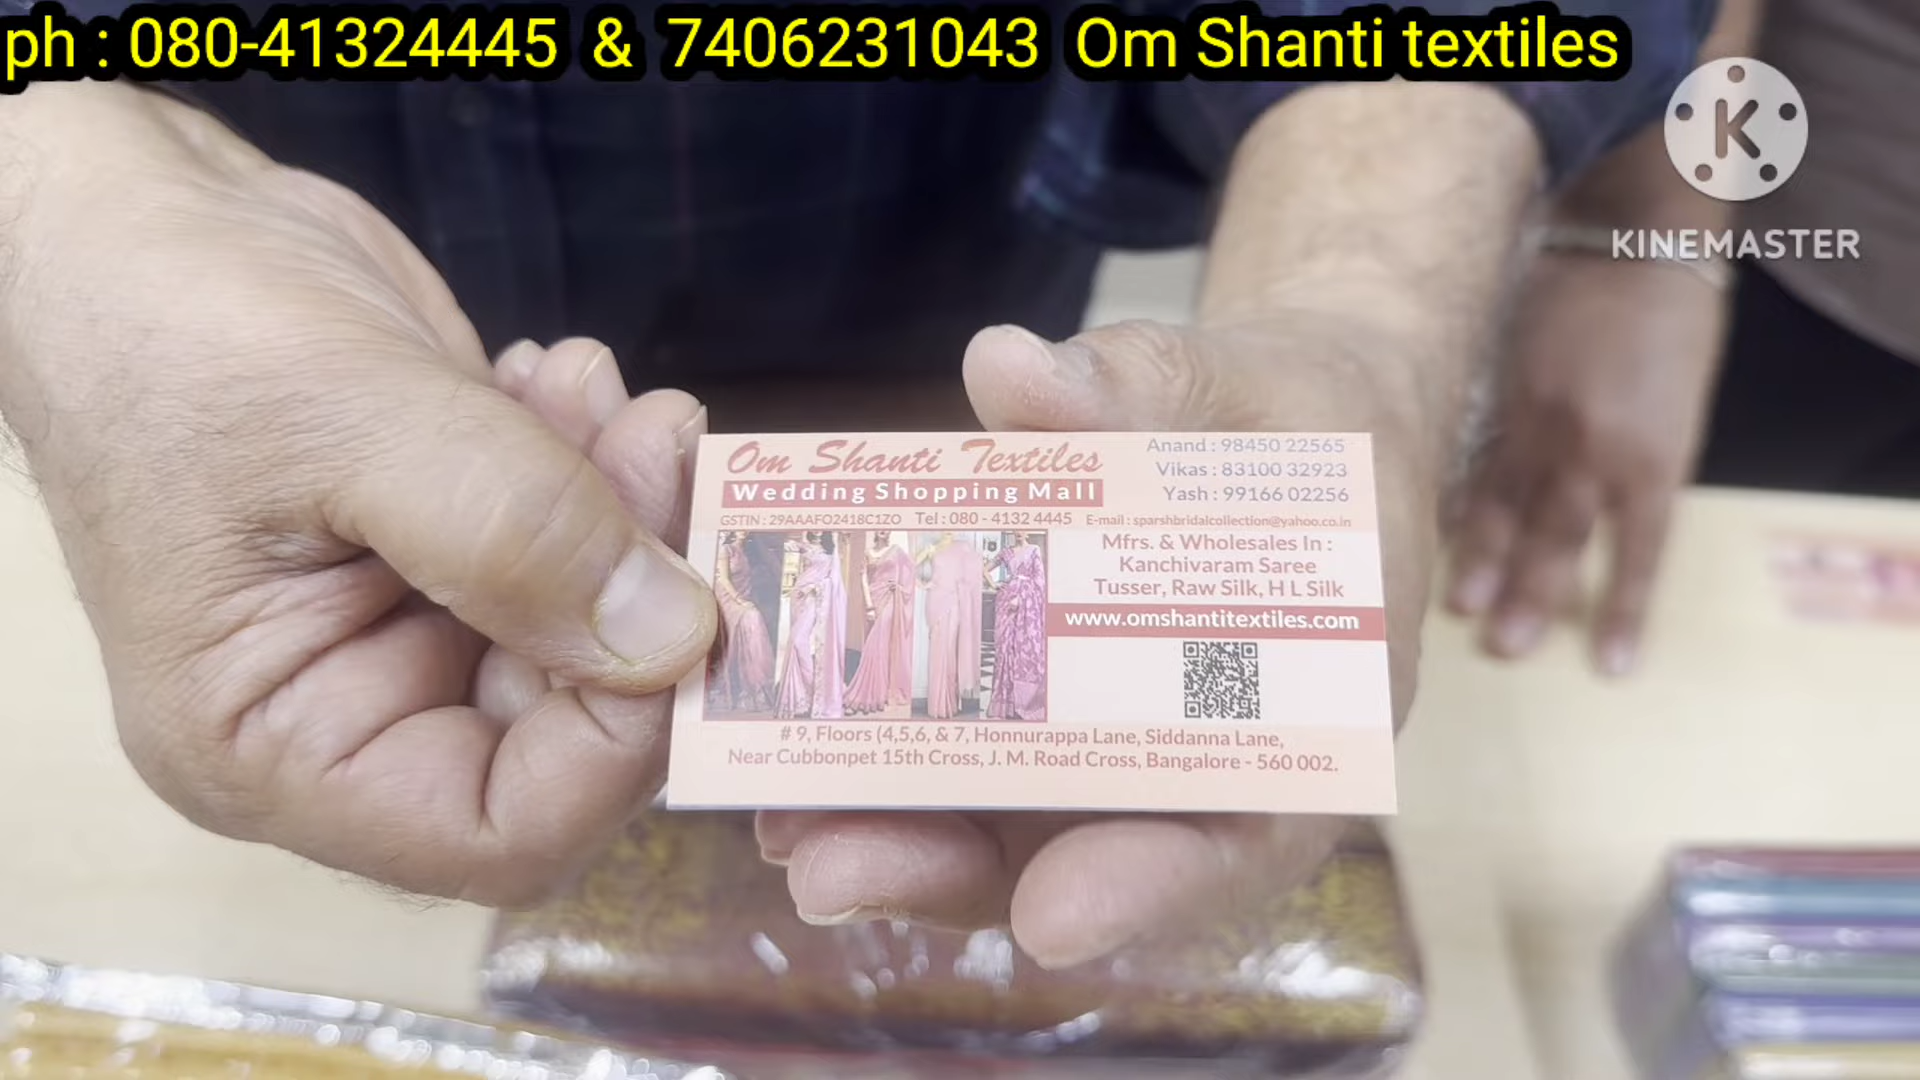 ph : 080-41324445 & 7406231043 Om Shanti textiles
K
KINEMASTER
Om Shanti Textiles
Wedding Shopping Mall
Anand : 98450 22565
Vikas : 83100 32923
Yash : 99166 02256
GSTIN : 29AAAFO2418C1ZO Tel : 080 - 4132 4445 E-mail : sparshbridalcollection@yahoo.co.in
Mfrs. & Wholesales In :
Kanchivaram Saree
Tusser, Raw Silk, H L Silk
www.omshantitextiles.com
# 9, Floors (4,5,6, & 7, Honnurappa Lane, Siddanna Lane,
Near Cubbonpet 15th Cross, J. M. Road Cross, Bangalore - 560 002.